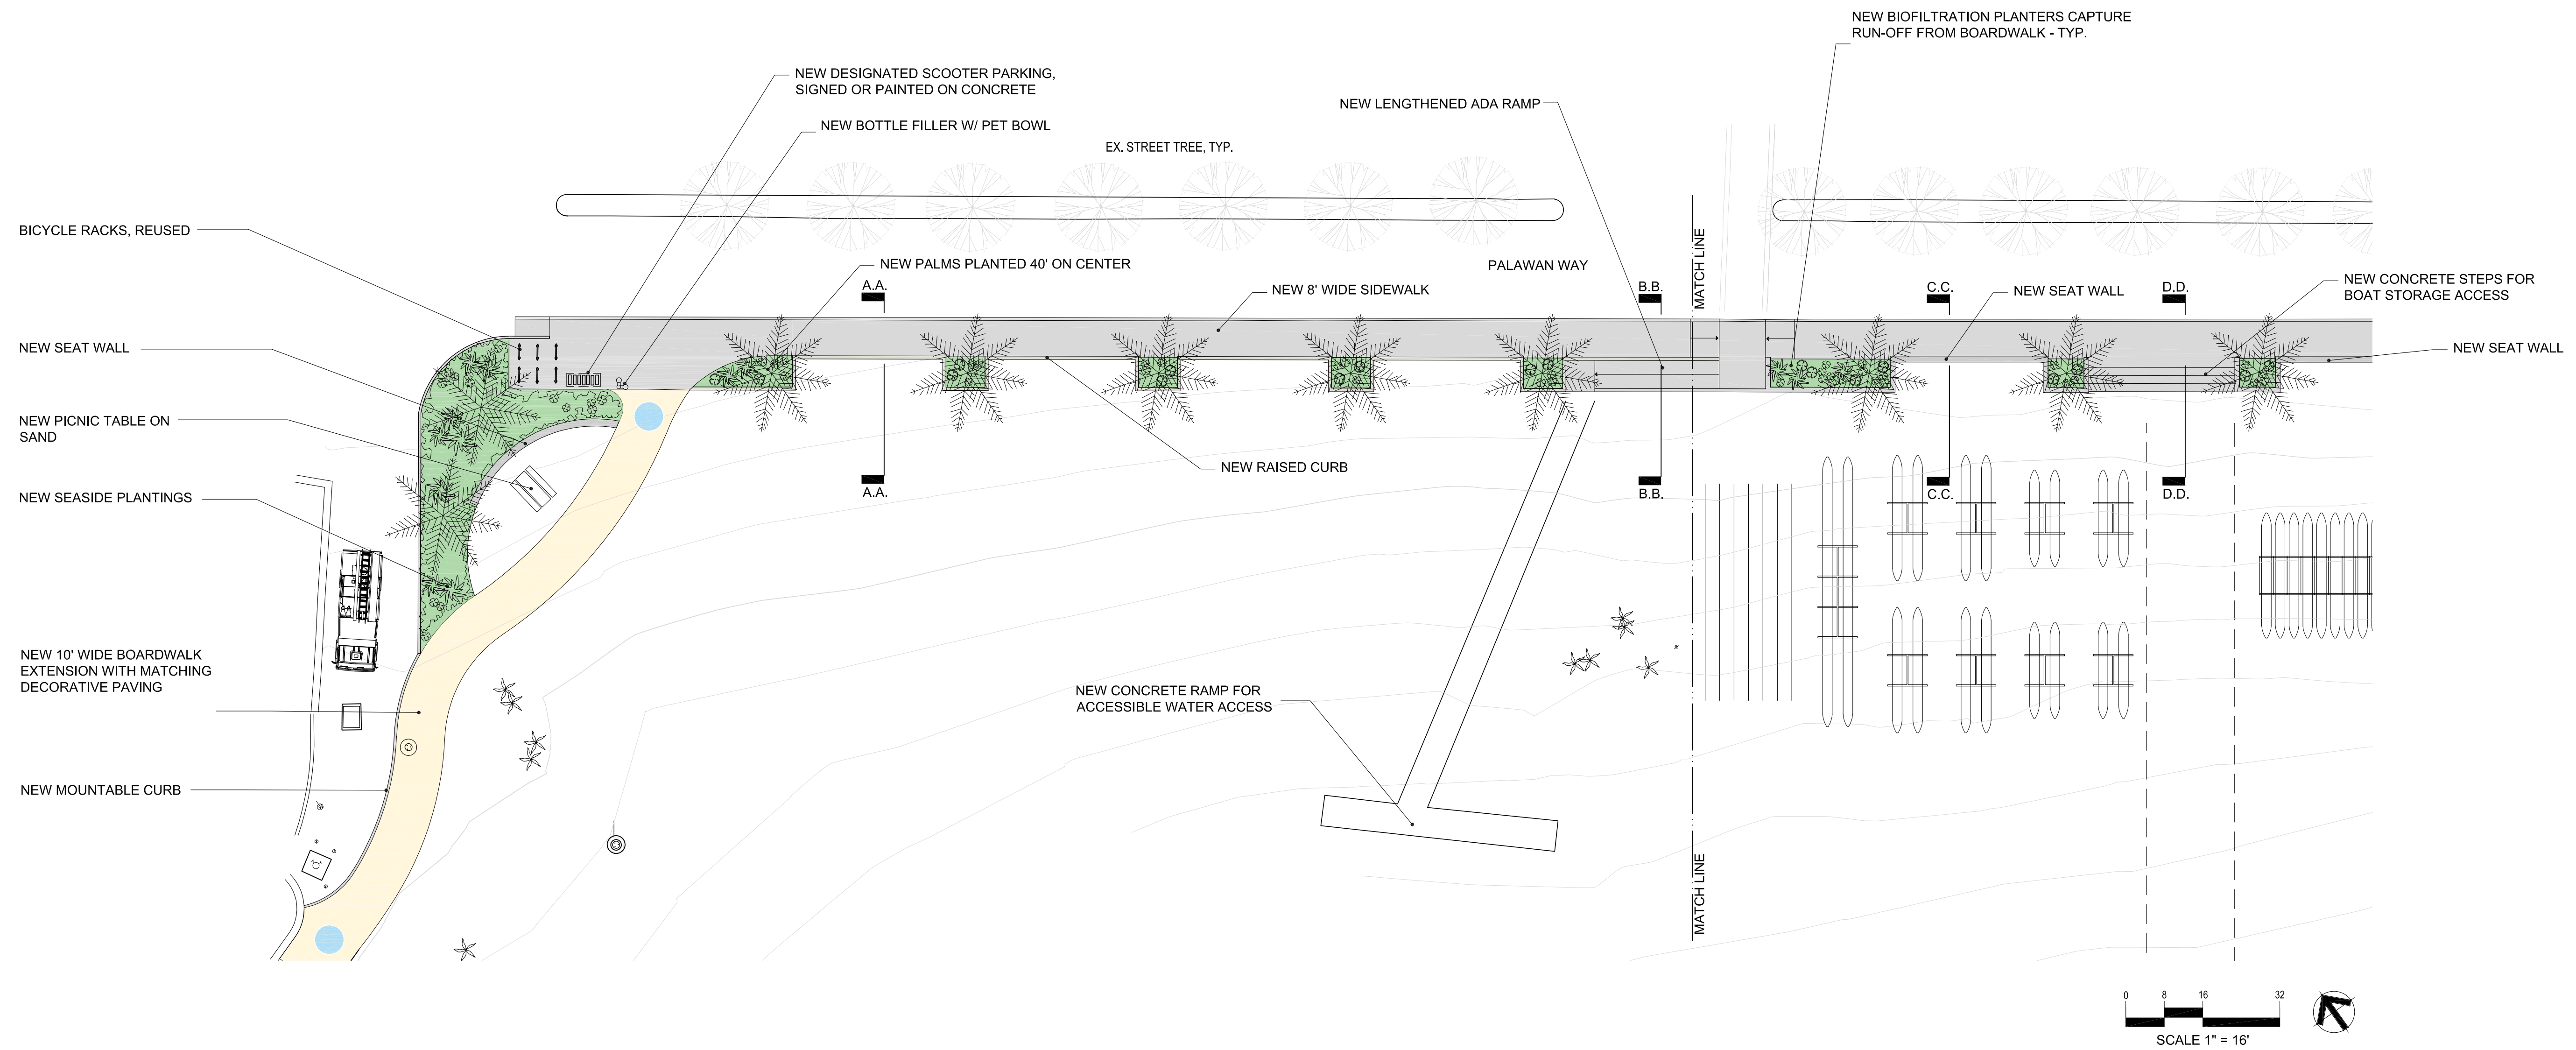 NEW BIOFILTRATION PLANTERS CAPTURE
RUN-OFF FROM BOARDWALK - TYP.
NEW DESIGNATED SCOOTER PARKING,
SIGNED OR PAINTED ON CONCRETE
NEW LENGTHENED ADA RAMP
NEW BOTTLE FILLER W/ PET BOWL
EX. STREET TREE, TYP.
BICYCLE RACKS, REUSED
MATCH LINE
NEW PALMS PLANTED 40' ON CENTER
PALAWAN WAY
NEW CONCRETE STEPS FOR
BOAT STORAGE ACCESS
A.A.
B.B.
C.C.
D.D.
NEW 8' WIDE SIDEWALK
NEW SEAT WALL
NEW SEAT WALL
NEW SEAT WALL
NEW PICNIC TABLE ON
SAND
NEW RAISED CURB
A.A.
B.B.
C.C.
D.D.
NEW SEASIDE PLANTINGS
NEW 10' WIDE BOARDWALK
EXTENSION WITH MATCHING
DECORATIVE PAVING
NEW CONCRETE RAMP FOR
ACCESSIBLE WATER ACCESS
NEW MOUNTABLE CURB
MATCH LINE
0 8 16 32
SCALE 1" = 16'